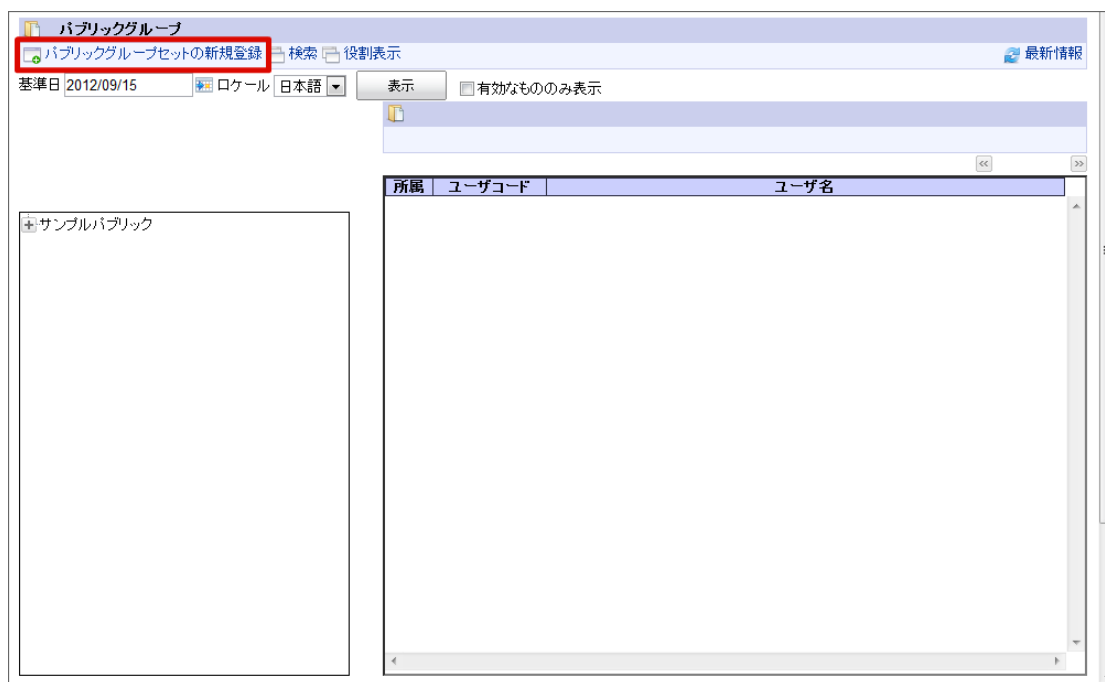 パブリックグループ
パブリックグループセットの新規登録 検索 役割表示 最新情報
基準日 2012/09/15 ロケール 日本語 表示 有効なもののみ表示
所属 ユーザコード ユーザ名
サンプルパブリック